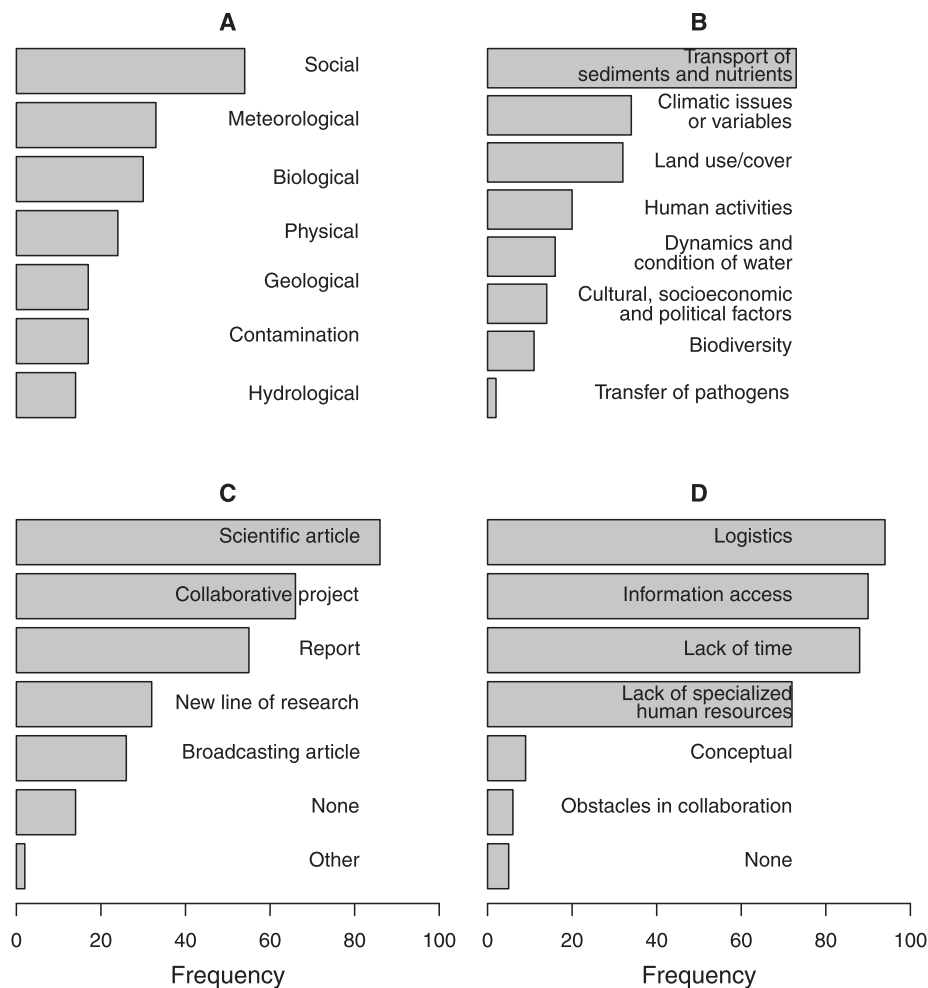 A
Social
Meteorological
Biological
Physical
Geological
Contamination
Hydrological
B
Transport of
sediments and nutrients
Climatic issues
or variables
Land use/cover
Human activities
Dynamics and
condition of water
Cultural, socioeconomic
and political factors
Biodiversity
Transfer of pathogens
C
Scientific article
Collaborative project
Report
New line of research
Broadcasting article
None
Other
0 20 40 60 80 100
Frequency
D
Logistics
Information access
Lack of time
Lack of specialized
human resources
Conceptual
Obstacles in collaboration
None
0 20 40 60 80 100
Frequency